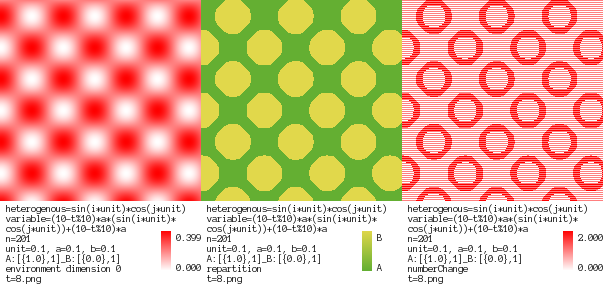 heterogenous=sin(i*unit)*cos(j*unit)
variable=(10-t%10)*a*(sin(i*unit)*
cos(j*unit))+(10-t%10)*a
n=201
unit=0.1, a=0.1, b=0.1
A:[{1.0},1]_B:[{0.0},1]
environment dimension 0
t=8.png
0.399
0.000
heterogenous=sin(i*unit)*cos(j*unit)
variable=(10-t%10)*a*(sin(i*unit)*
cos(j*unit))+(10-t%10)*a
n=201
unit=0.1, a=0.1, b=0.1
A:[{1.0},1]_B:[{0.0},1]
repartition
t=8.png
B
A
heterogenous=sin(i*unit)*cos(j*unit)
variable=(10-t%10)*a*(sin(i*unit)*
cos(j*unit))+(10-t%10)*a
n=201
unit=0.1, a=0.1, b=0.1
A:[{1.0},1]_B:[{0.0},1]
numberChange
t=8.png
2.000
0.000